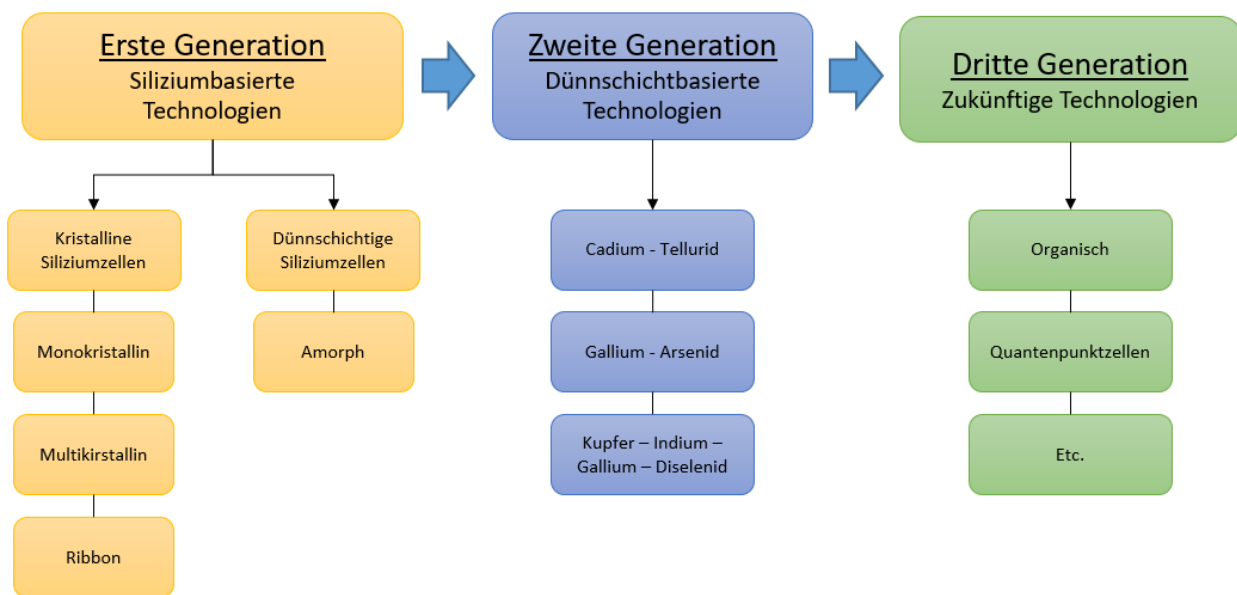 Erste Generation
Siliziumbasierte
Technologien
Zweite Generation
Dünnschichtbasierte
Technologien
Dritte Generation
Zukünftige Technologien
Kristalline
Siliziumzellen
Dünnschichtige
Siliziumzellen
Cadium - Tellurid
Organisch
Monokristallin
Amorph
Gallium - Arsenid
Quantenpunktzellen
Multikirstallin
Kupfer – Indium –
Gallium – Diselenid
Etc.
Ribbon